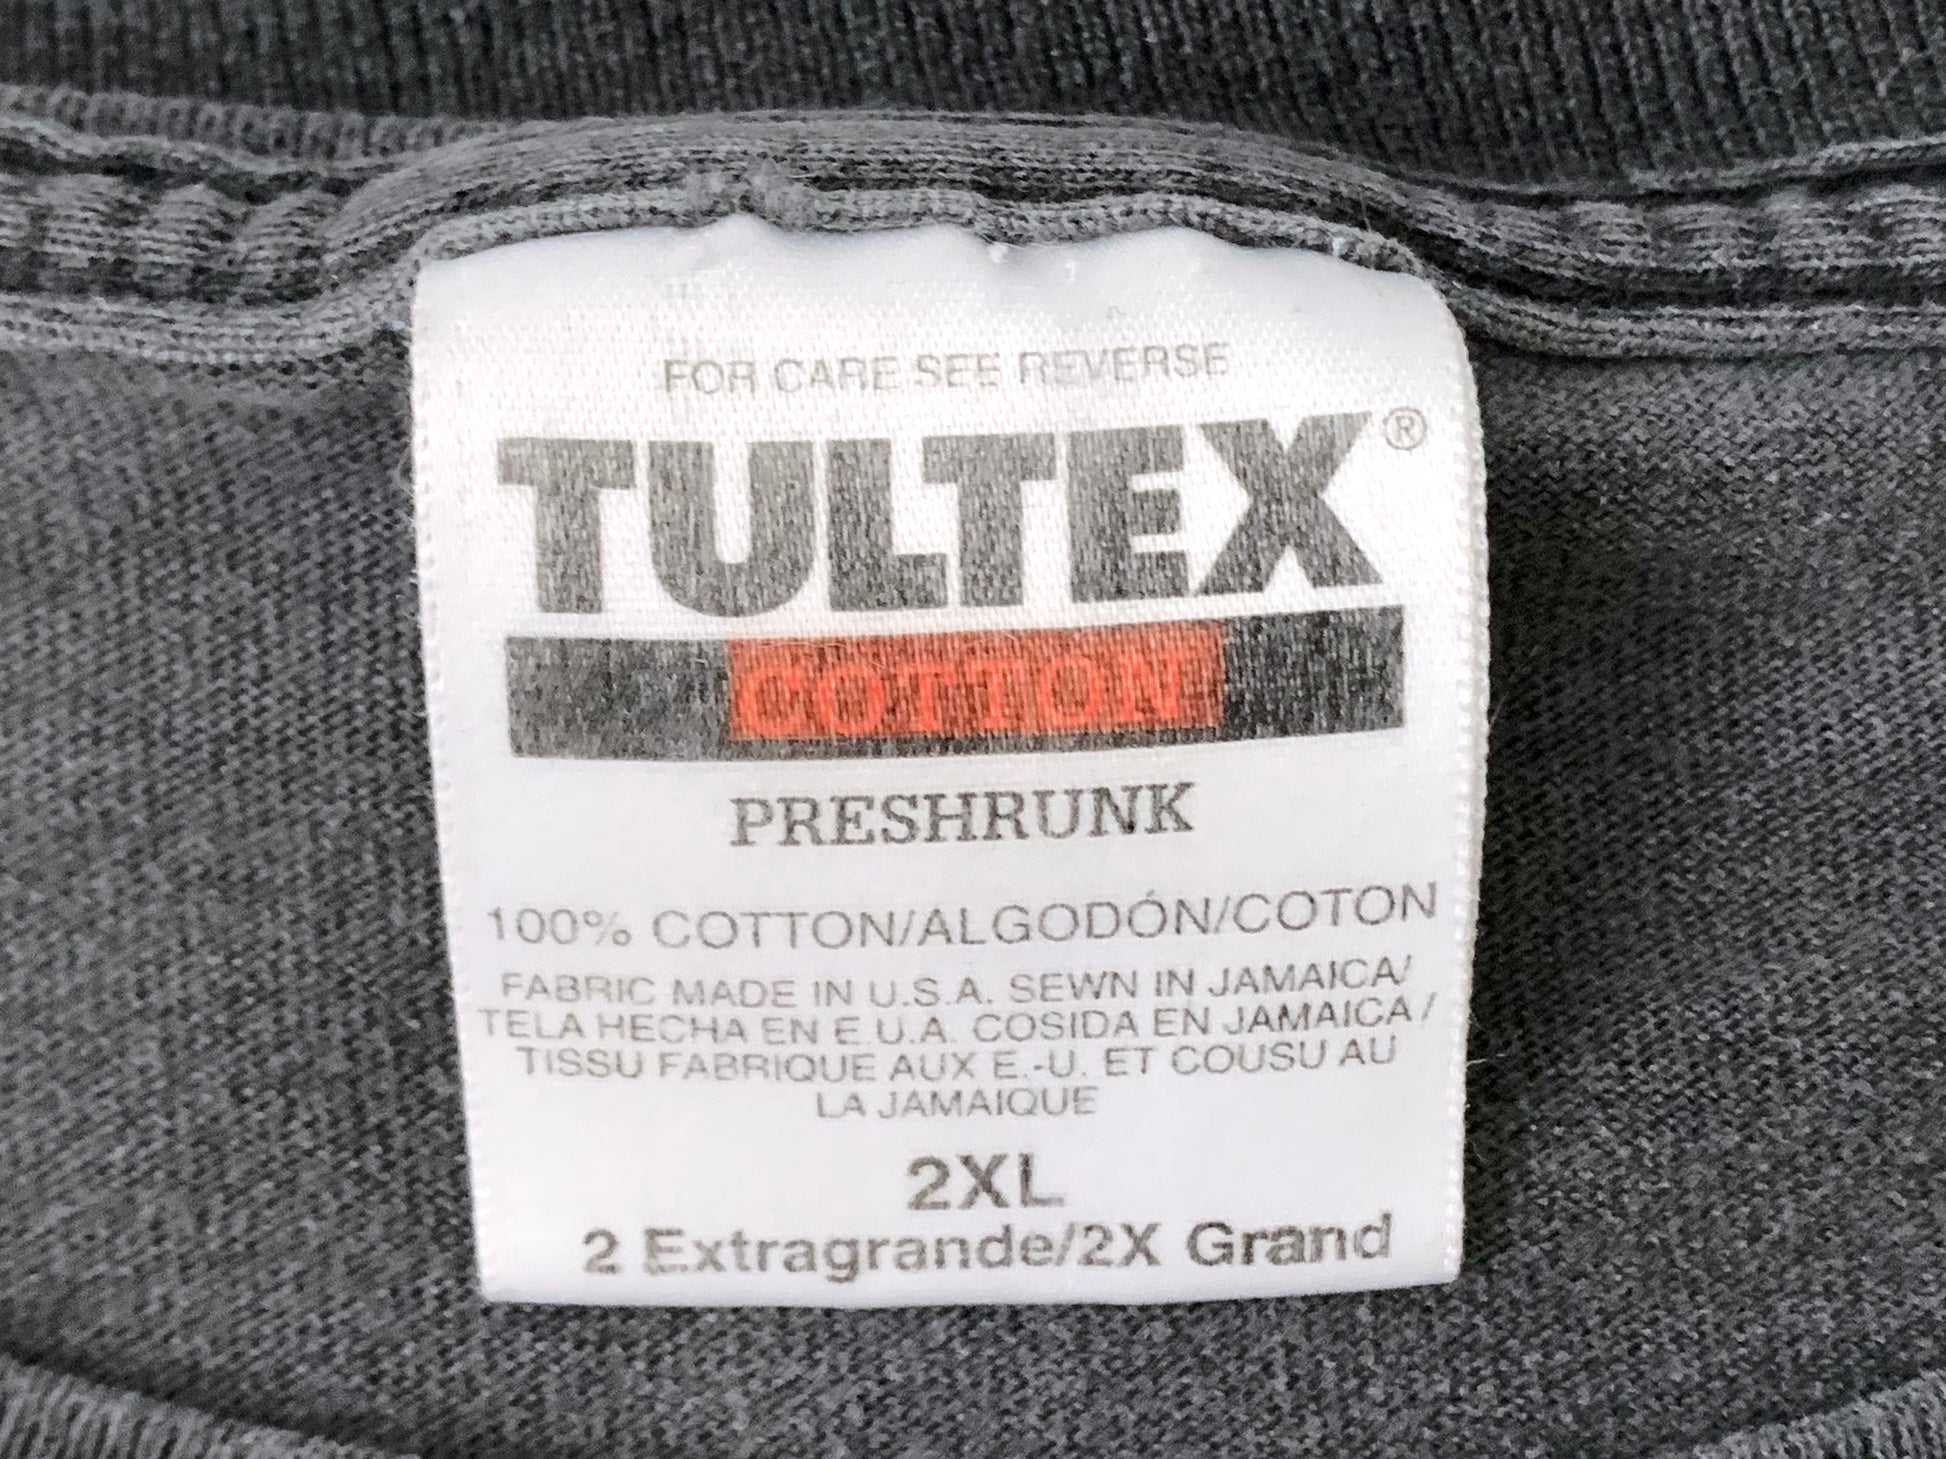 FOR CARE SEE REVERSE
TULTEX®
COTTON
PRESHRUNK
100% COTTON/ALGODÓN/COTON
FABRIC MADE IN U.S.A. SEWN IN JAMAICA/
TELA HECHA EN E.U.A. COSIDA EN JAMAICA/
TISSU FABRIQUE AUX E.-U. ET COUSU AU
LA JAMAIQUE
2XL
2 Extragrande/2X Grand